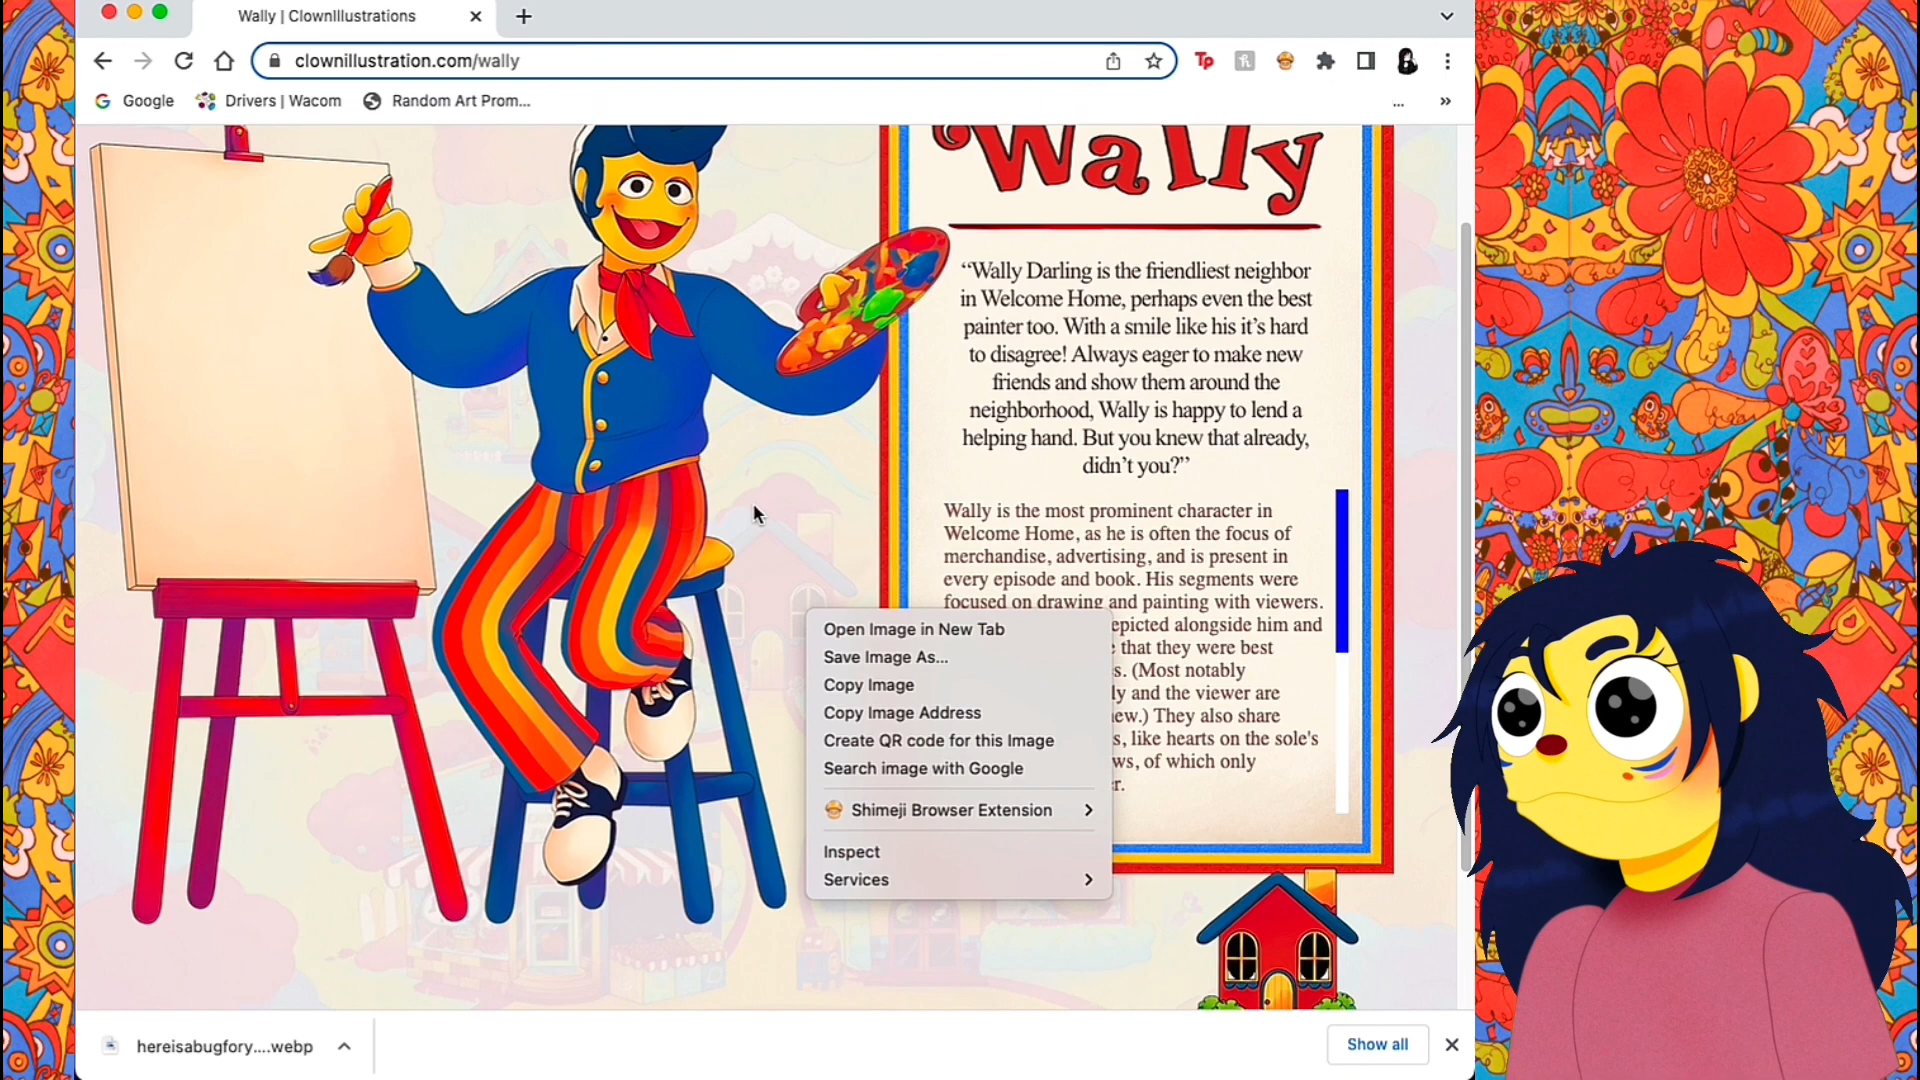 Wally | ClownIllustrations
clownillustration.com/wally
Google
Drivers | Wacom
Random Art Prom...
...
»
Wally
“Wally Darling is the friendliest neighbor
in Welcome Home, perhaps even the best
painter too. With a smile like his it’s hard
to disagree! Always eager to make new
friends and show them around the
neighborhood, Wally is happy to lend a
helping hand. But you knew that already,
didn’t you?”
Wally is the most prominent character in
Welcome Home, as he is often the focus of
merchandise, advertising, and is present in
every episode and book. His segments were
focused on drawing and painting with viewers.
epicted alongside him and
that they were best
s. (Most notably
ly and the viewer are
ew.) They also share
s, like hearts on the sole's
ws, of which only
r.
Open Image in New Tab
Save Image As...
Copy Image
Copy Image Address
Create QR code for this Image
Search image with Google
Shimeji Browser Extension
Inspect
Services
hereisabugfory....webp
Show all